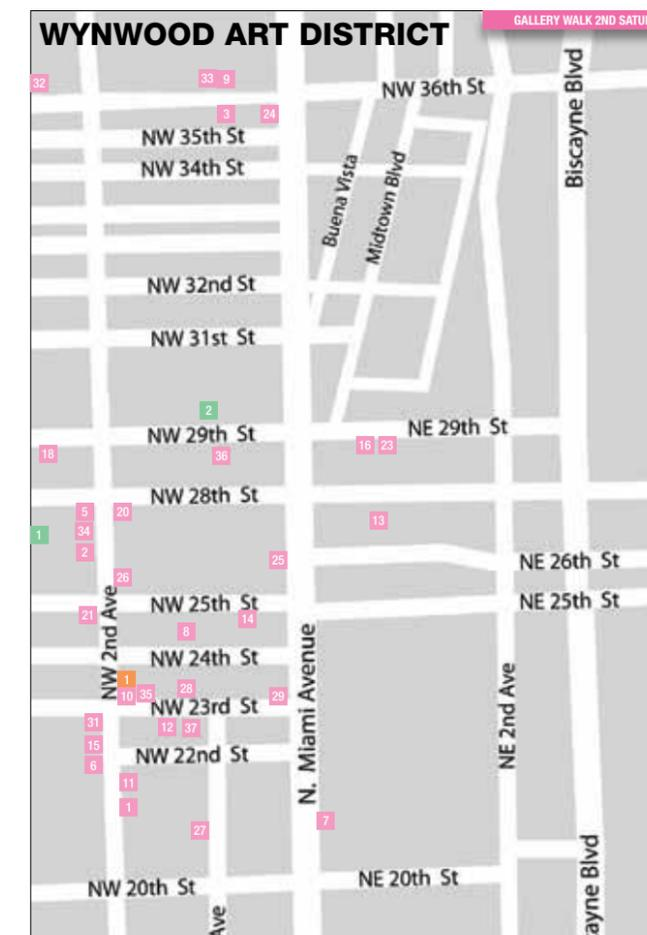 WYNWOOD ART DISTRICT
GALLERY WALK 2ND SATU
32
33 9
NW 36th St
Biscayne Blvd
3
24
NW 35th St
NW 34th St
Buena Vista
Midtown Blvd
NW 32nd St
NW 31st St
2
NW 29th St
NE 29th St
18
36
16 23
NW 28th St
5
20
13
1
34
2
25
NE 26th St
26
NW 2nd Ave
NW 25th St
NE 25th St
21
14
8
N. Miami Avenue
NW 24th St
NE 2nd Ave
1
10
35
28
29
NW 23rd St
31
12
37
15
NW 22nd St
6
11
1
7
27
cayne Blvd
NW 20th St
NE 20th St
Ave